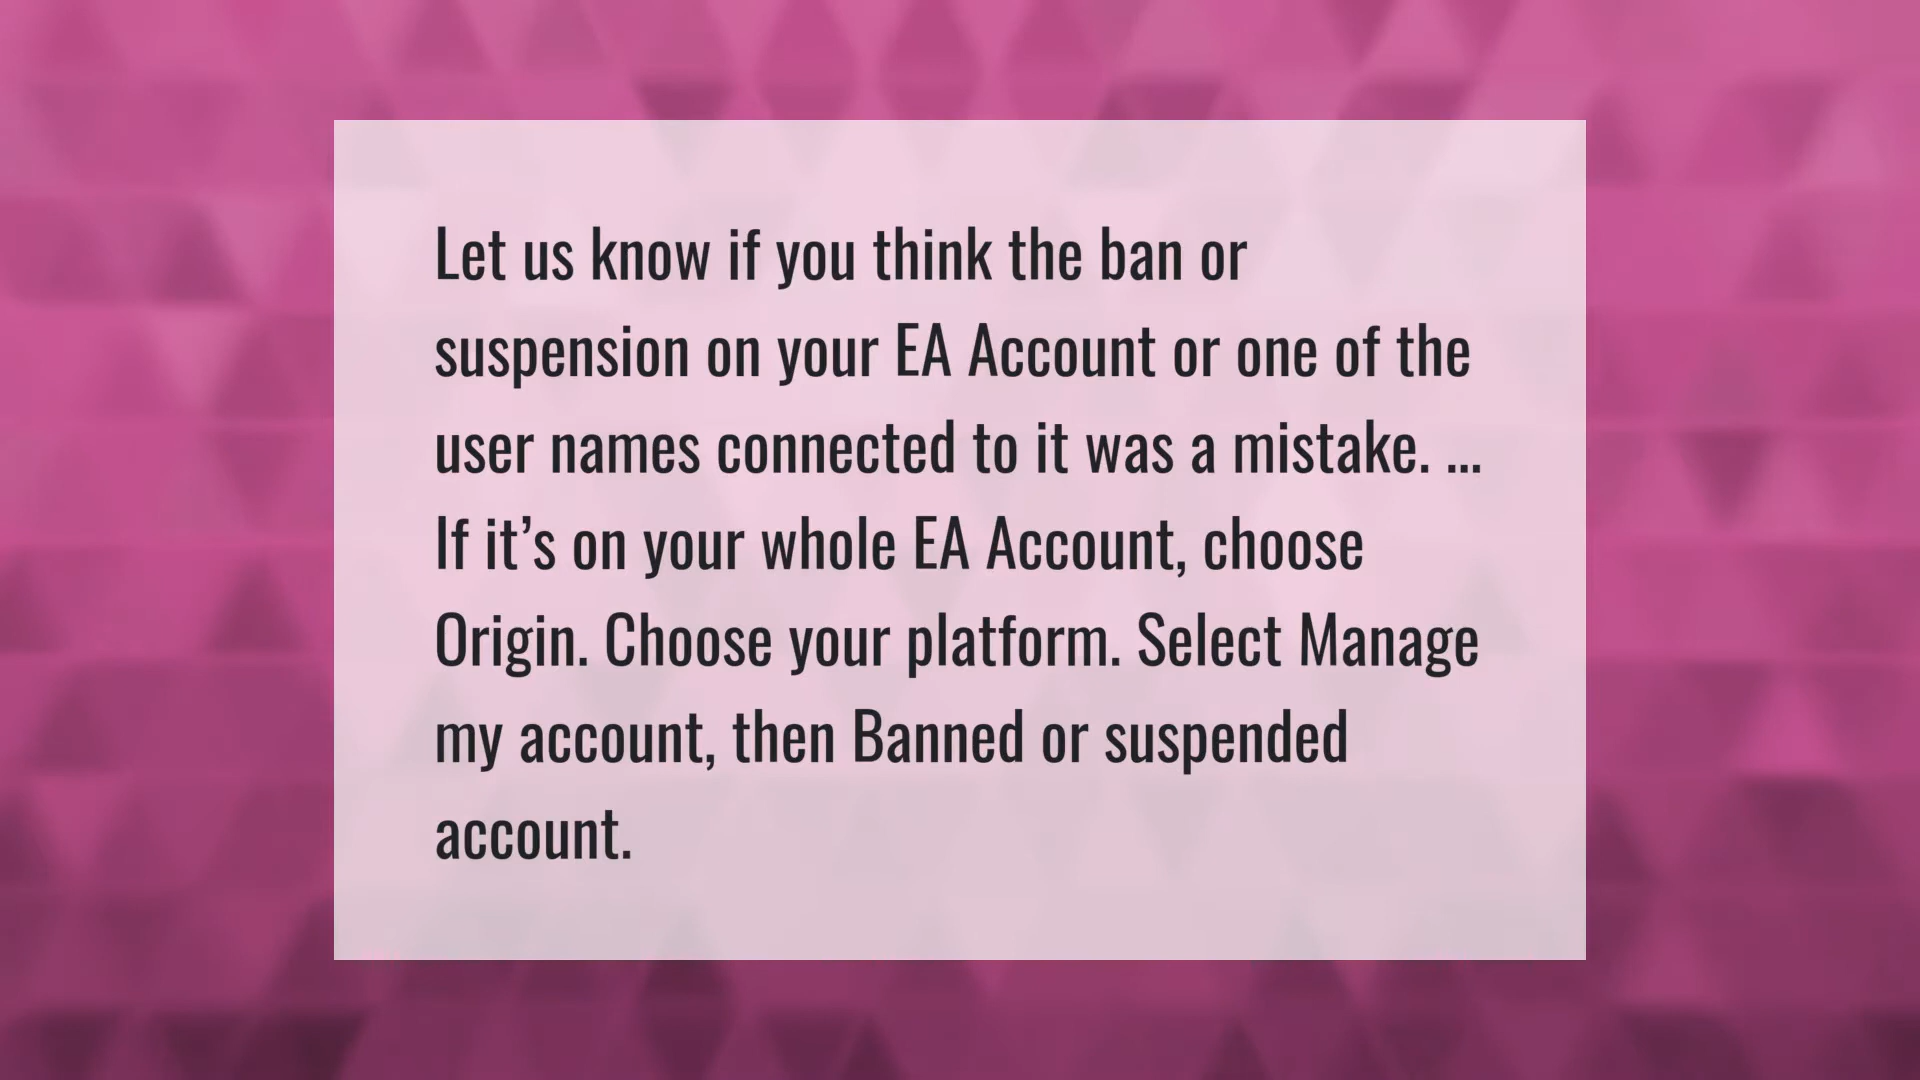 Let us know if you think the ban or
suspension on your EA Account or one of the
user names connected to it was a mistake. ...
If it’s on your whole EA Account, choose
Origin. Choose your platform. Select Manage
my account, then Banned or suspended
account.